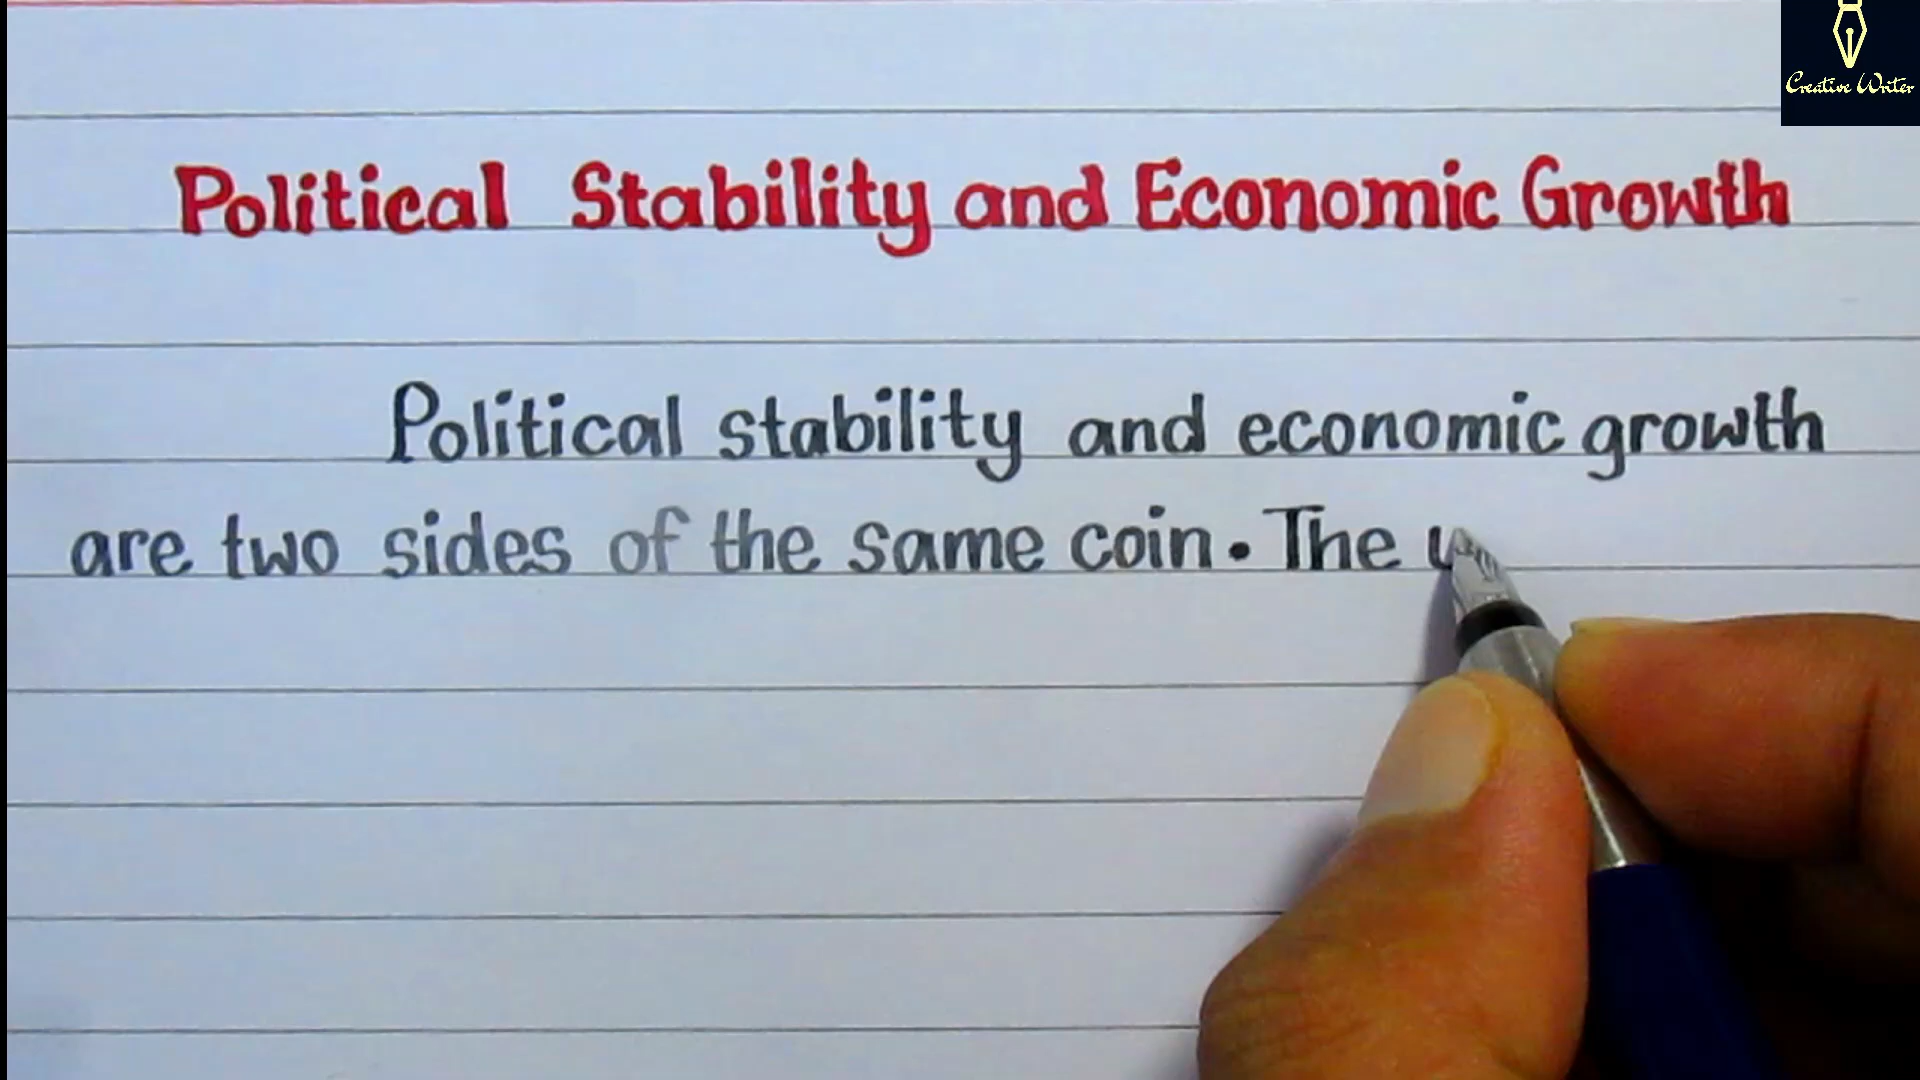 Creative Writer
Political Stability and Economic Growth
Political stability and economic growth
are two sides of the same coin. The